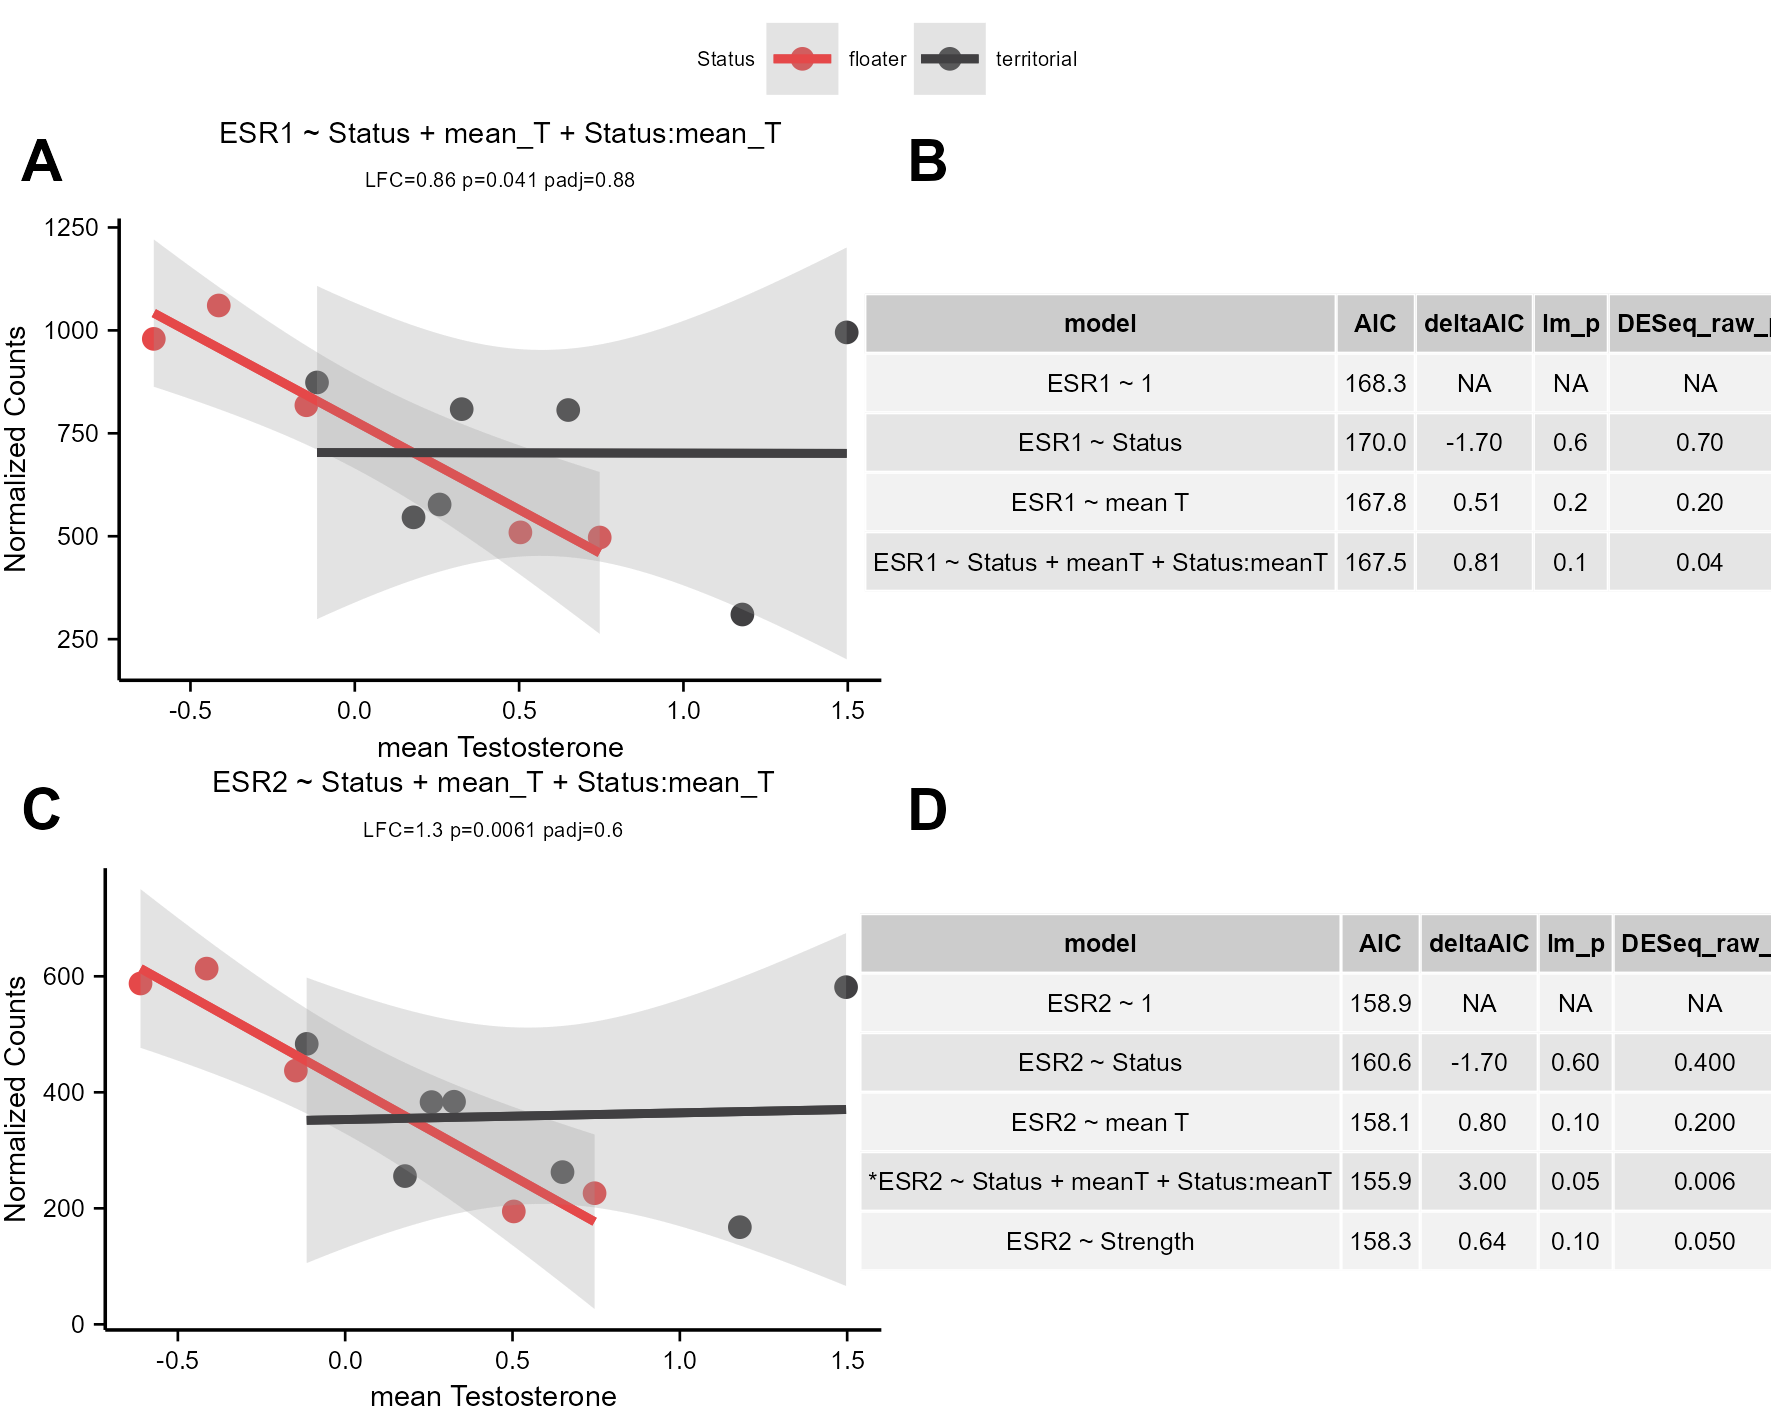 Status floater territorial
A
ESR1 ~ Status + mean_T + Status:mean_T
LFC=0.86 p=0.041 padj=0.88
Normalized Counts
1250
1000
750
500
250
-0.5 0.0 0.5 1.0 1.5
mean Testosterone
B
model AIC deltaAIC lm_p DESeq_raw_p
ESR1 ~ 1 168.3 NA NA NA
ESR1 ~ Status 170.0 -1.70 0.6 0.70
ESR1 ~ mean T 167.8 0.51 0.2 0.20
ESR1 ~ Status + meanT + Status:meanT 167.5 0.81 0.1 0.04
C
ESR2 ~ Status + mean_T + Status:mean_T
LFC=1.3 p=0.0061 padj=0.6
Normalized Counts
600
400
200
0
-0.5 0.0 0.5 1.0 1.5
mean Testosterone
D
model AIC deltaAIC lm_p DESeq_raw_
ESR2 ~ 1 158.9 NA NA NA
ESR2 ~ Status 160.6 -1.70 0.60 0.400
ESR2 ~ mean T 158.1 0.80 0.10 0.200
*ESR2 ~ Status + meanT + Status:meanT 155.9 3.00 0.05 0.006
ESR2 ~ Strength 158.3 0.64 0.10 0.050